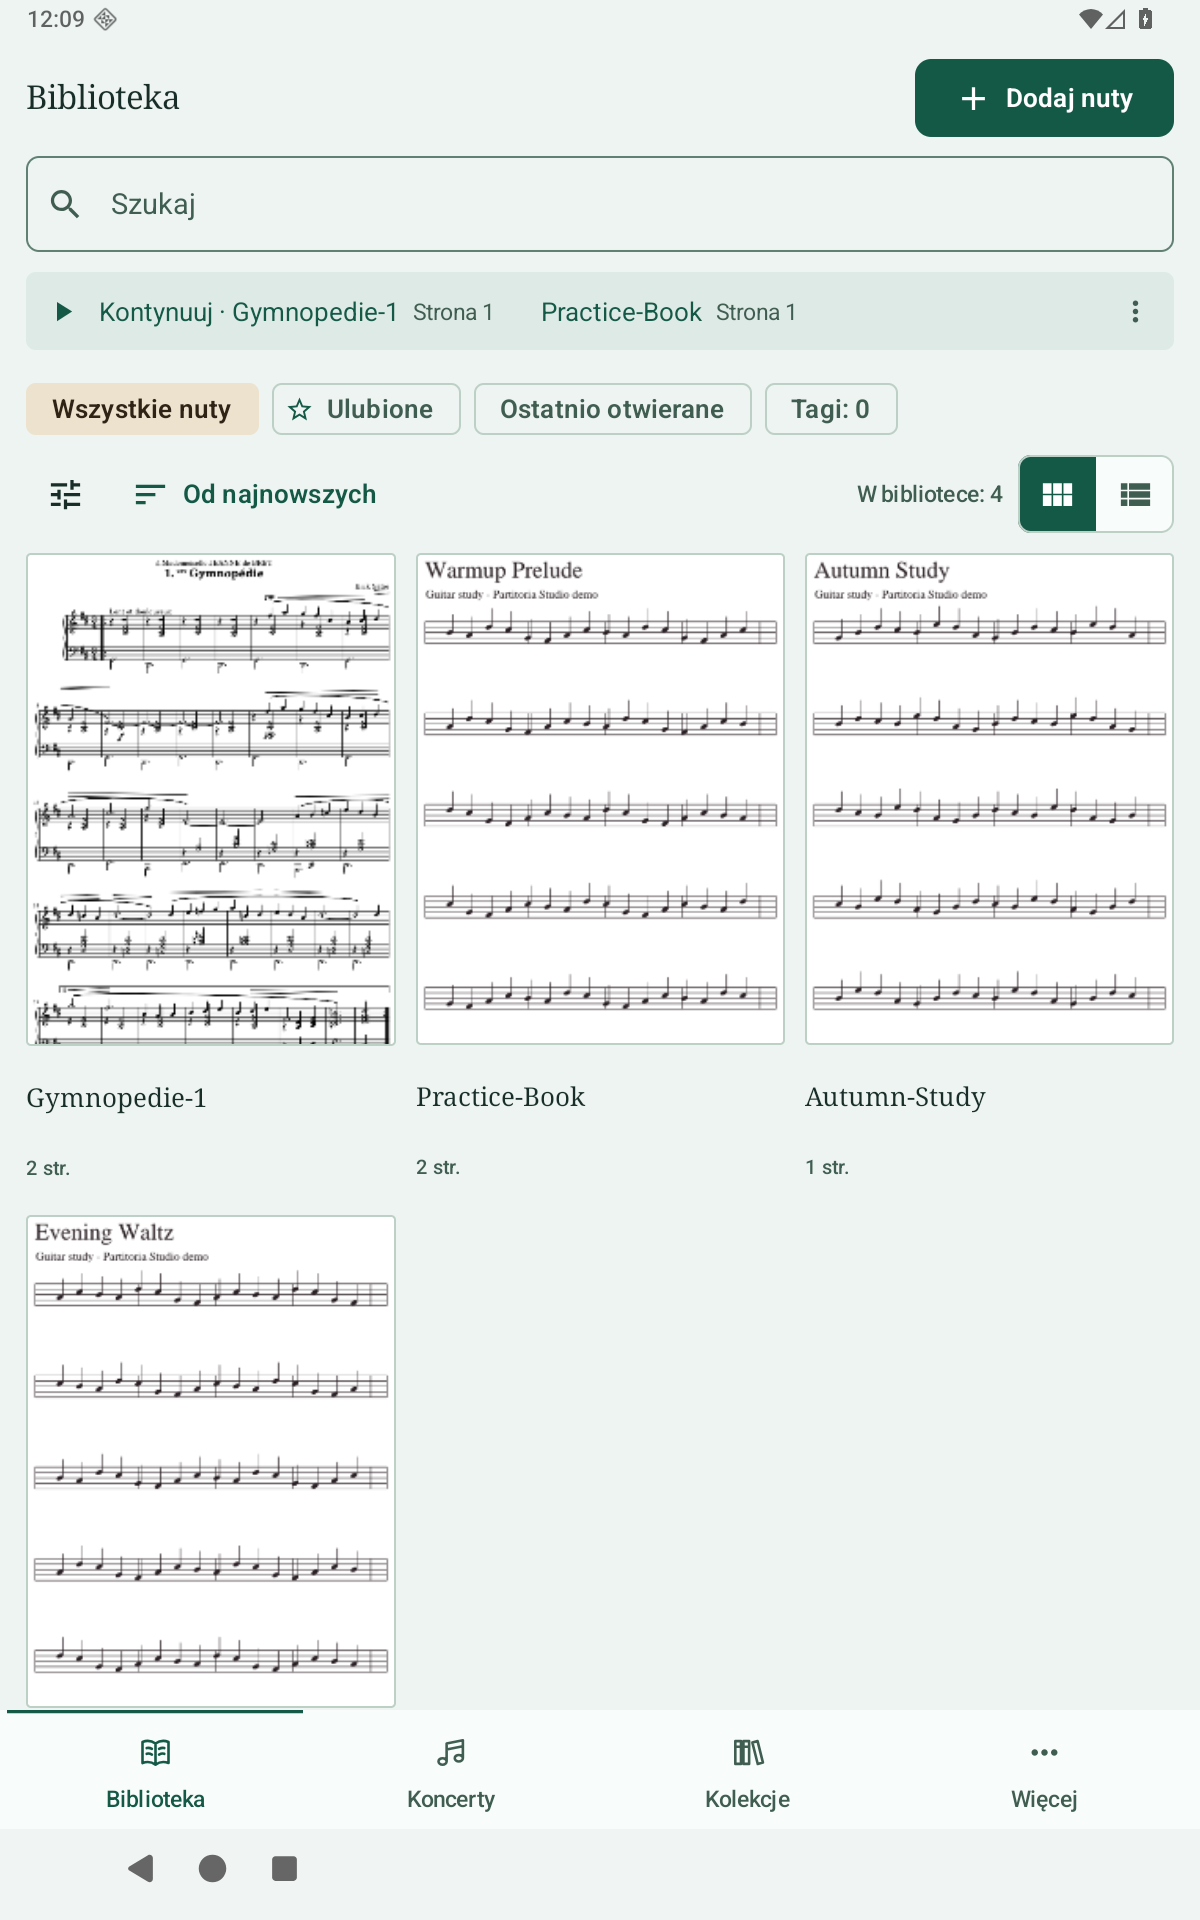 12:09
Biblioteka
Dodaj nuty
Szukaj
Kontynuuj · Gymnopedie-1 Strona 1 Practice-Book Strona 1
Wszystkie nuty Ulubione Ostatnio otwierane Tagi: 0
Od najnowszych W bibliotece: 4
1. ère Gymnopédie
Warmup Prelude
Guitar study - Partitoria Studio demo
Autumn Study
Guitar study - Partitoria Studio demo
Gymnopedie-1
2 str.
Practice-Book
2 str.
Autumn-Study
1 str.
Evening Waltz
Guitar study - Partitoria Studio demo
Biblioteka Koncerty Kolekcje Więcej